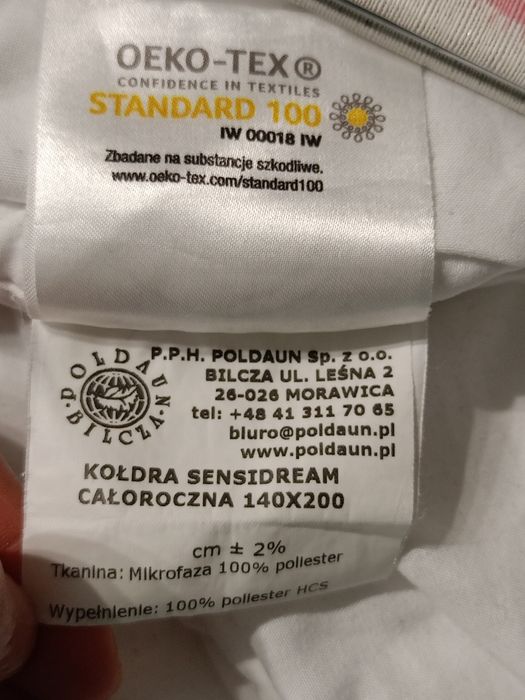 OEKO-TEX®
CONFIDENCE IN TEXTILES
STANDARD 100
IW 00018 IW
Zbadane na substancje szkodliwe.
www.oeko-tex.com/standard100
POLDAUN
BILCZA
P.P.H. POLDAUN Sp. z o.o.
BILCZA UL. LEŚNA 2
26-026 MORAWICA
tel: +48 41 311 70 65
biuro@poldaun.pl
www.poldaun.pl
KOŁDRA SENSIDREAM
CAŁOROCZNA 140X200
cm ± 2%
Tkanina: Mikrofaza 100% poliester
Wypełnienie: 100% poliester HCS